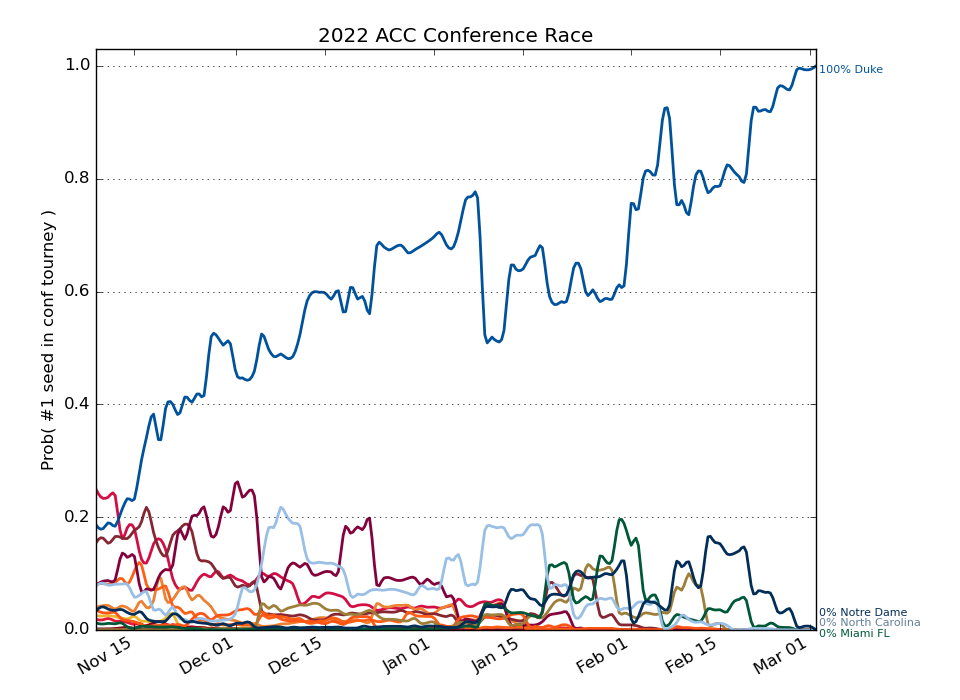 2022 ACC Conference Race
Prob( #1 seed in conf tourney )
1.0
0.8
0.6
0.4
0.2
0.0
100% Duke
0% Notre Dame
0% North Carolina
0% Miami FL
Nov 15
Dec 01
Dec 15
Jan 01
Jan 15
Feb 01
Feb 15
Mar 01